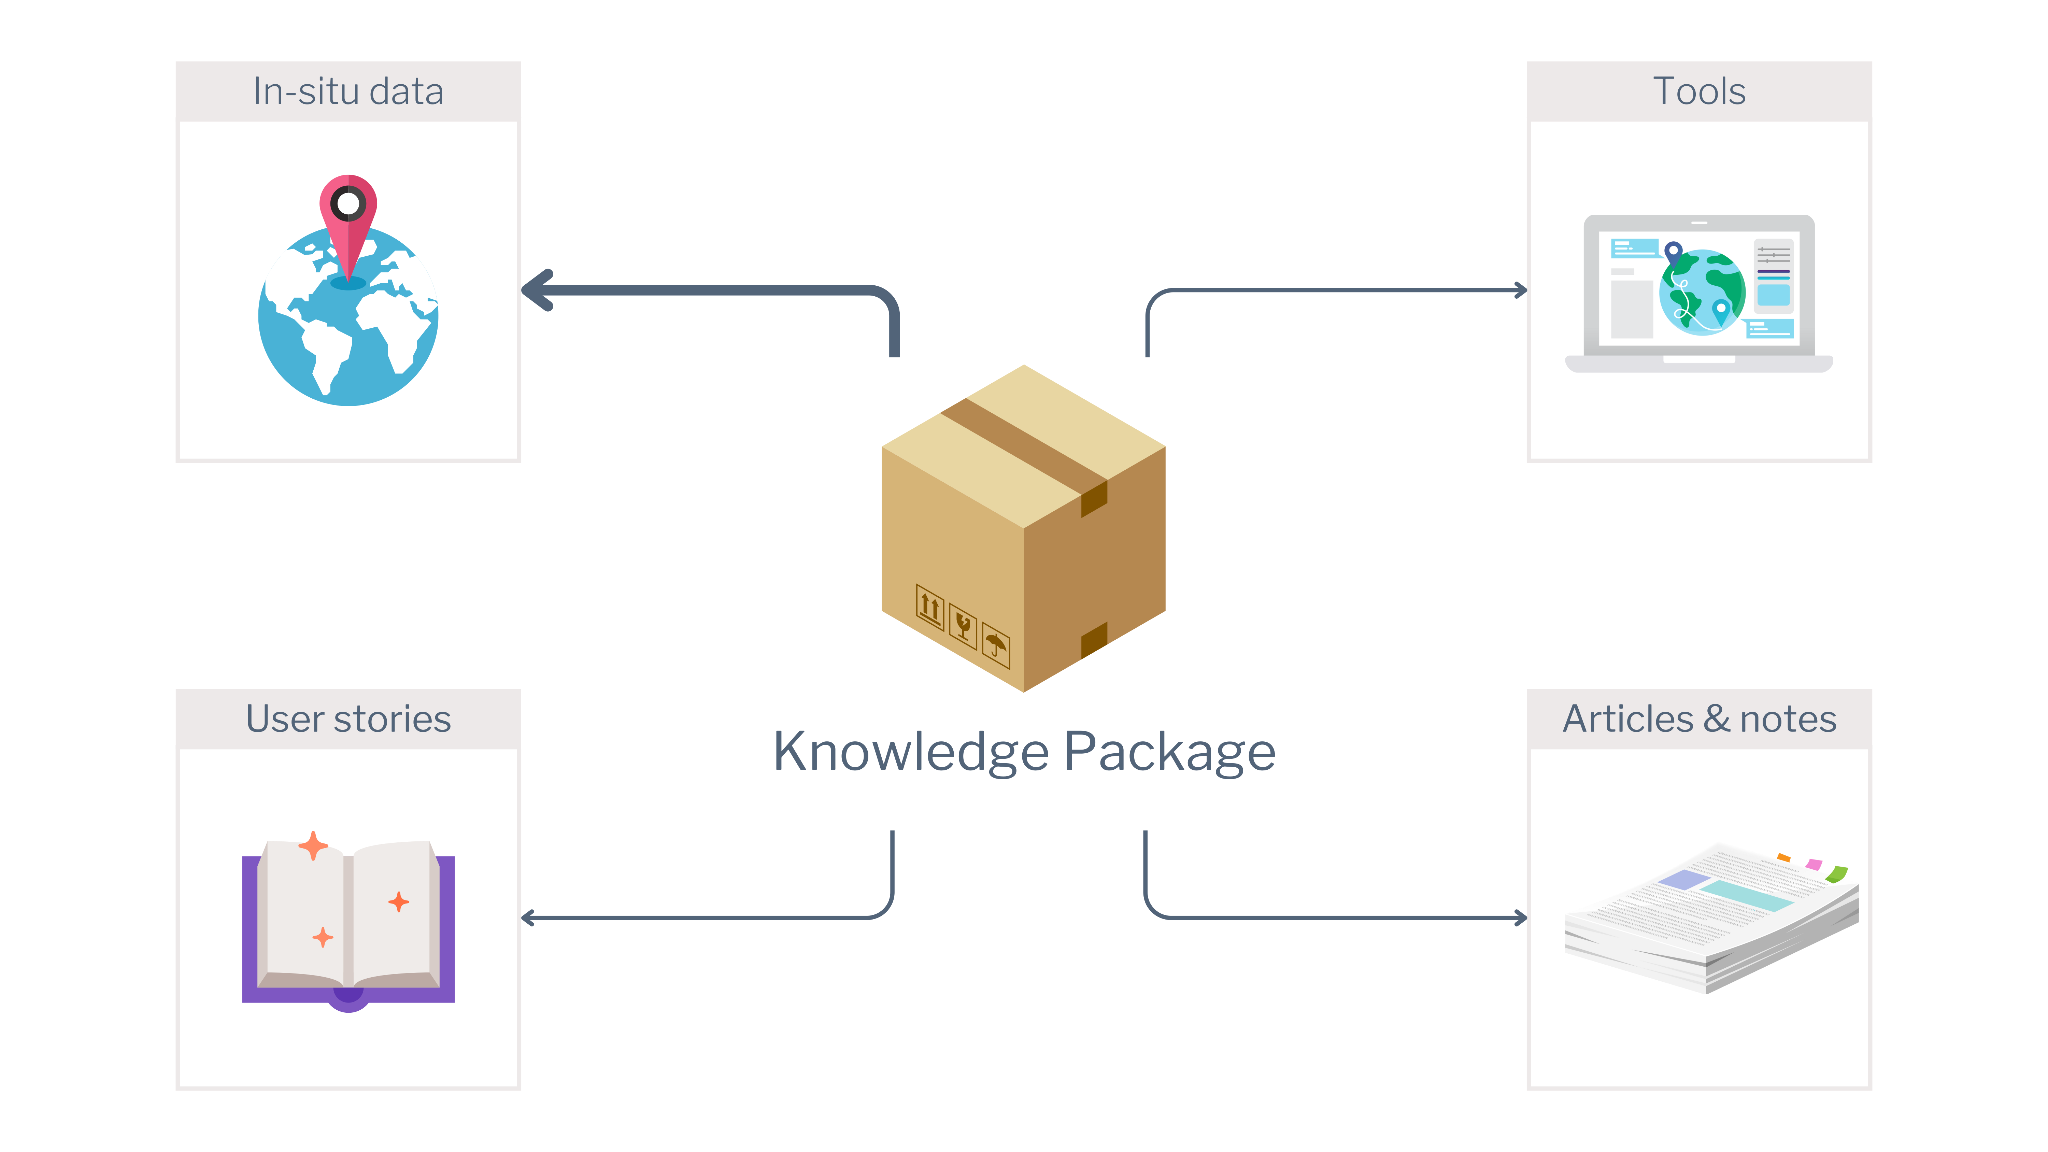 In-situ data
Tools
Knowledge Package
User stories
Articles & notes